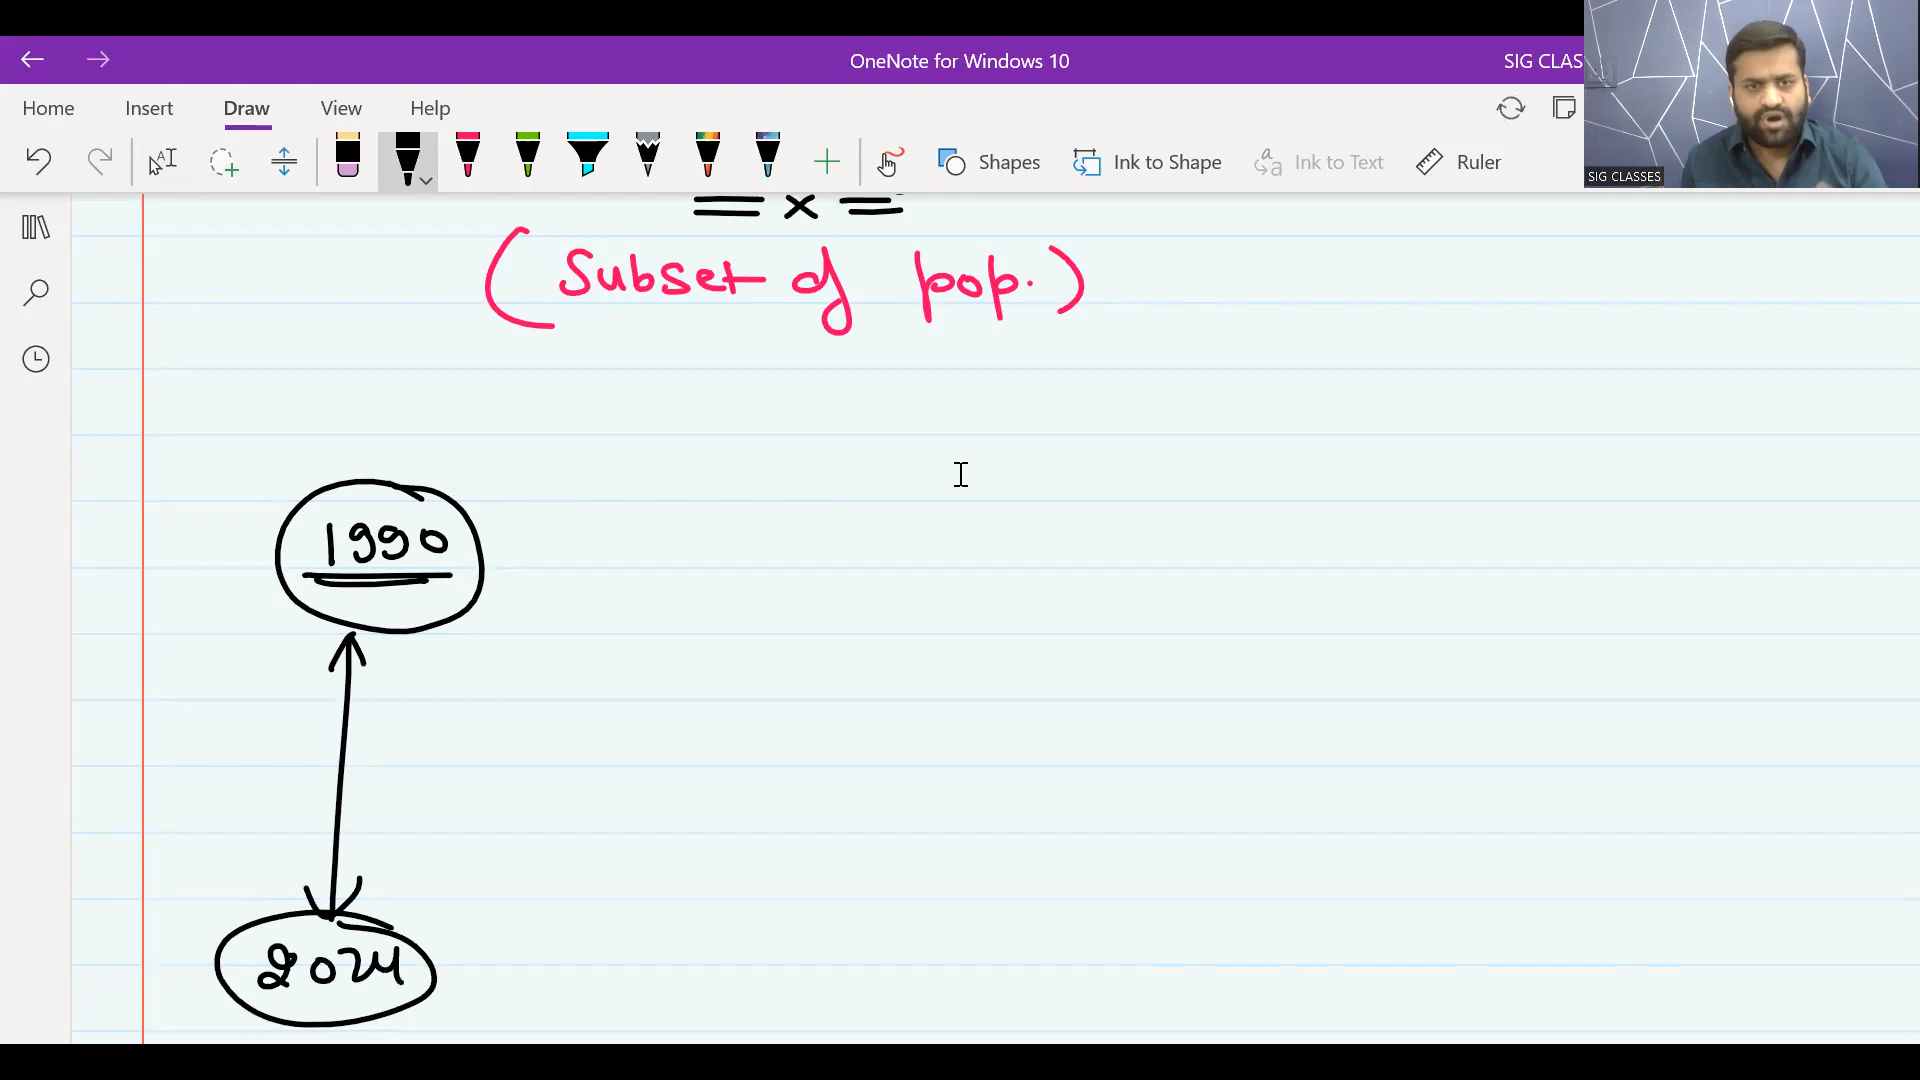 OneNote for Windows 10
SIG CLAS
Home Insert Draw View Help
Shapes Ink to Shape Ink to Text Ruler
SIG CLASSES
= x =
(Subset of pop.)
1990
2024